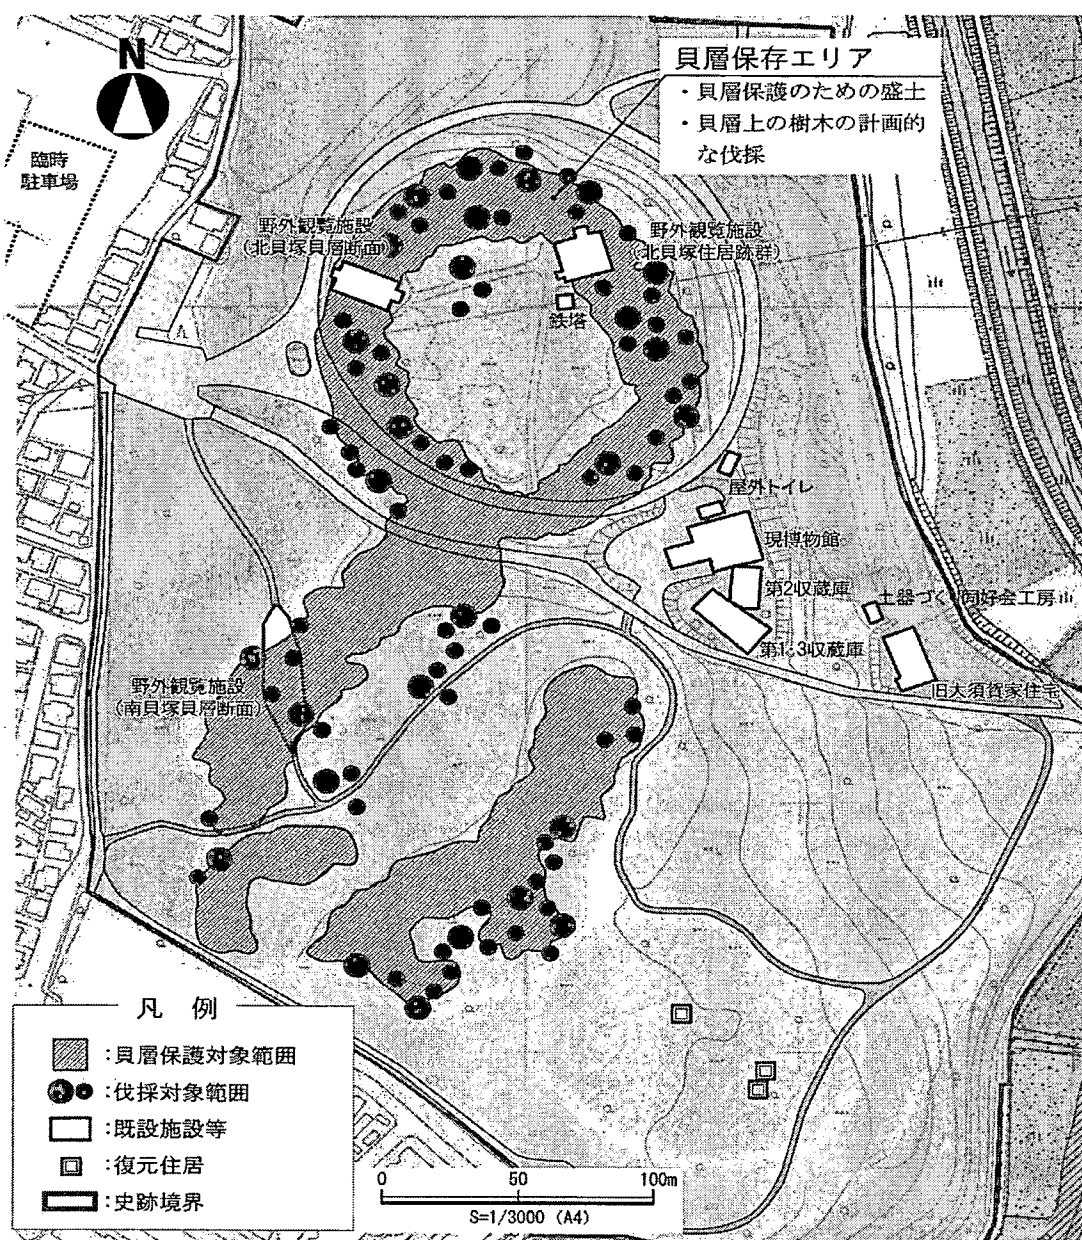 N
貝層保存エリア
・貝層保護のための盛土
・貝層上の樹木の計画的
な伐採
臨時
駐車場
野外観覧施設
(北貝塚貝層断面)
野外観覧施設
(北貝塚住居跡群)
鉄塔
屋外トイレ
現博物館
第2収蔵庫
土器づくり同好会工房
第1,3収蔵庫
旧大須賀家住宅
野外観覧施設
(南貝塚貝層断面)
凡 例
:貝層保護対象範囲
:伐採対象範囲
:既設施設等
:復元住居
:史跡境界
0 50 100m
S=1/3000 (A4)